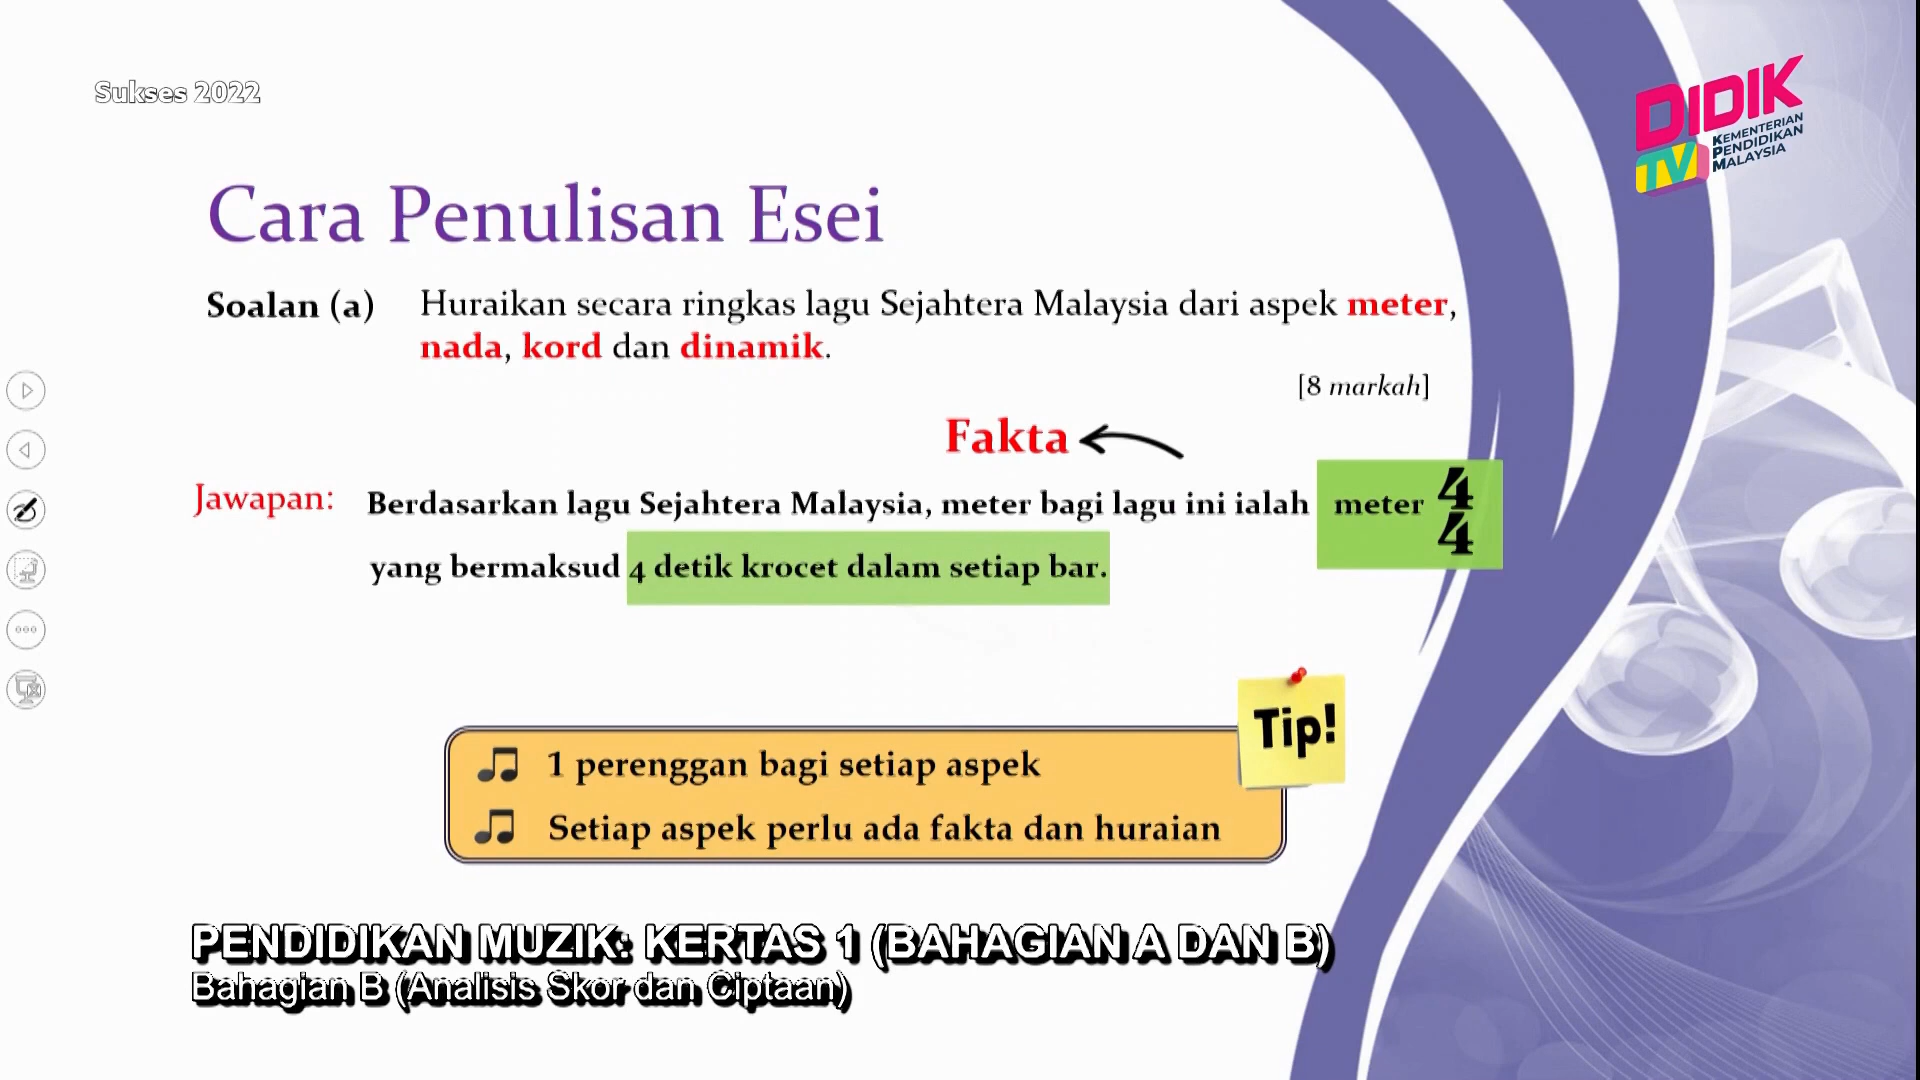 Sukses 2022
DIDIK
TV
KEMENTERIAN
PENDIDIKAN
MALAYSIA
Cara Penulisan Esei
Soalan (a) Huraikan secara ringkas lagu Sejahtera Malaysia dari aspek meter,
nada, kord dan dinamik.
[8 markah]
Fakta
Jawapan: Berdasarkan lagu Sejahtera Malaysia, meter bagi lagu ini ialah meter 4
4
yang bermaksud 4 detik krocet dalam setiap bar.
Tip!
1 perenggan bagi setiap aspek
Setiap aspek perlu ada fakta dan huraian
PENDIDIKAN MUZIK: KERTAS 1 (BAHAGIAN A DAN B)
Bahagian B (Analisis Skor dan Ciptaan)